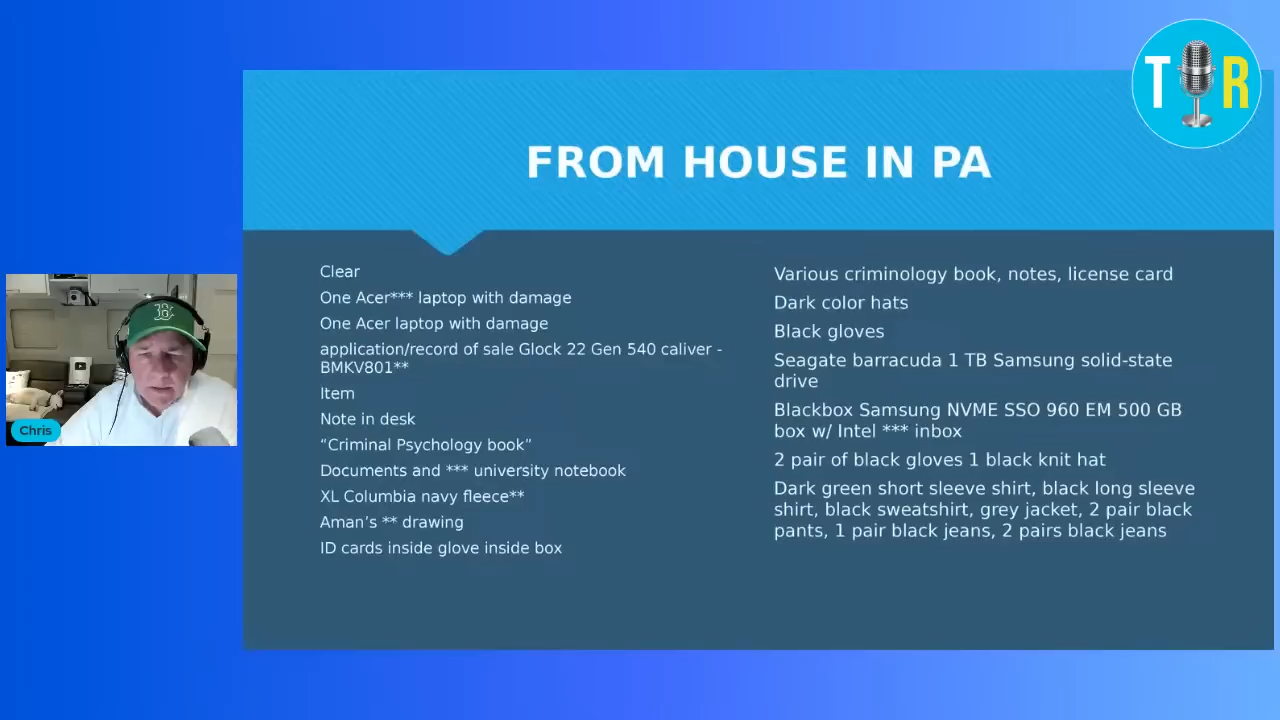 T R
FROM HOUSE IN PA
Clear
One Acer*** laptop with damage
One Acer laptop with damage
application/record of sale Glock 22 Gen 540 caliver -
BMKV801**
Item
Note in desk
“Criminal Psychology book”
Documents and *** university notebook
XL Columbia navy fleece**
Aman’s ** drawing
ID cards inside glove inside box
Various criminology book, notes, license card
Dark color hats
Black gloves
Seagate barracuda 1 TB Samsung solid-state
drive
Blackbox Samsung NVME SSO 960 EM 500 GB
box w/ Intel *** inbox
2 pair of black gloves 1 black knit hat
Dark green short sleeve shirt, black long sleeve
shirt, black sweatshirt, grey jacket, 2 pair black
pants, 1 pair black jeans, 2 pairs black jeans
B
Chris